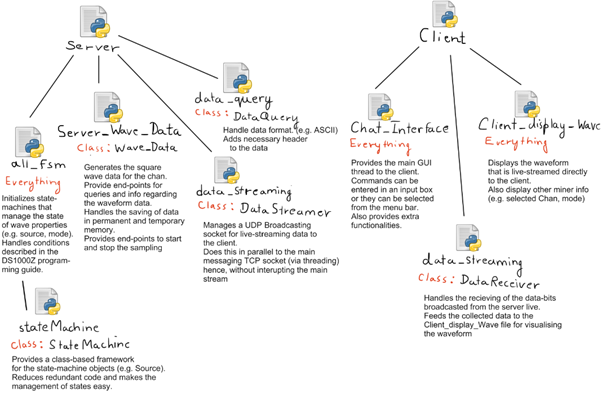 Server
Client
data_query
Class: DataQuery
Handle data format. (e.g. ASCII)
Adds necessary header
to the data
Server_Wave_Data
Class: Wave_Data
Generates the square
wave data for the chan.
Provide end-points for
queries and info regarding
the waveform data.
Handles the saving of data
in permanent and temporary
memory.
Provides end-points to start
and stop the sampling
all_fsm
Everything
Initializes state-
machines that
manage the state
of wave properties
(e.g. source, mode).
Handles conditions
described in the
DS1000Z program-
ming guide.
data_Streaming
Class: DataStreamer
Manages a UDP Broadcasting
socket for live-streaming data to
the client.
Does this in parallel to the main
messaging TCP socket (via threading)
hence, without interupting the main
stream
stateMachine
Class: StateMachine
Provides a class-based framework
for the state-machine objects (e.g. Source).
Reduces redundant code and makes the
management of states easy.
Chat_Interface
Everything
Provides the main GUI
thread to the client.
Commands can be
entered in an input box
or they can be selected
from the menu bar.
Also provides extra
functionalities.
Client_display_Wave
Everything
Displays the waveform
that is live-streamed directly
to the client.
Also display other miner info
(e.g. selected Chan, mode)
data_streaming
Class: DataReciever
Handles the recieving of the data-bits
broadcasted from the server live.
Feeds the collected data to the
Client_display_Wave file for visualising
the waveform